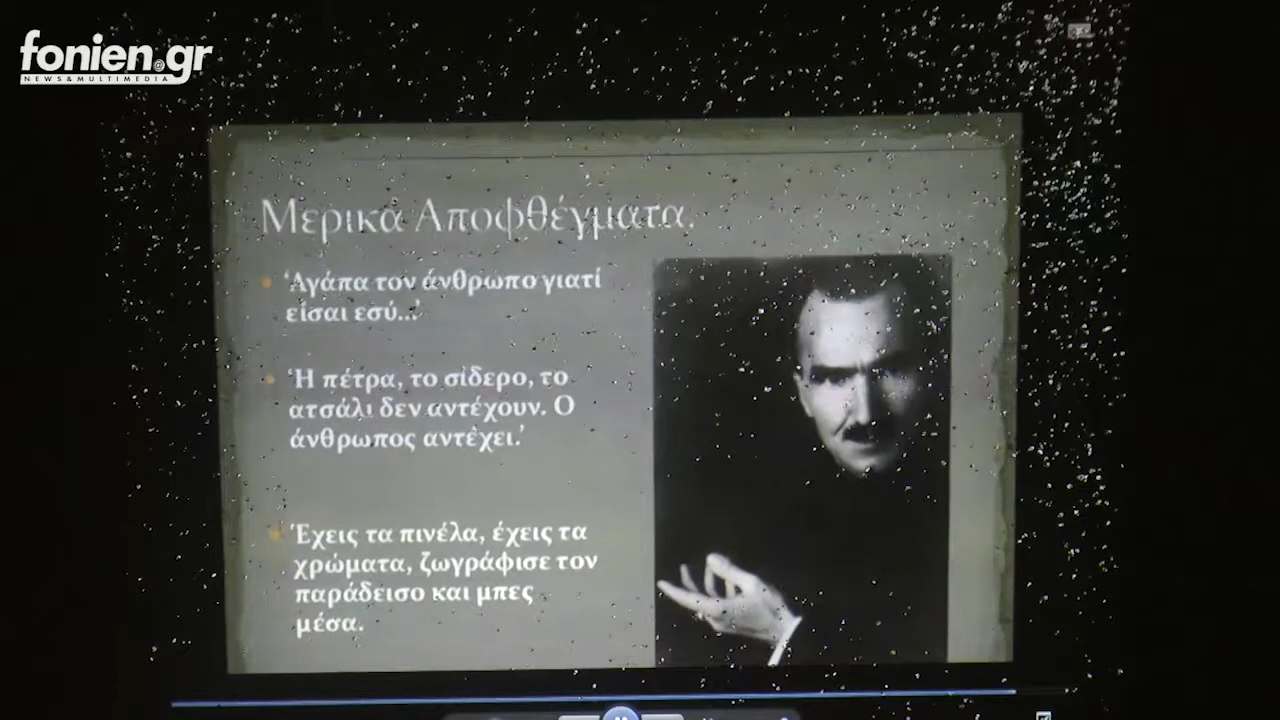 fonien.gr
NEWS & MULTIMEDIA
Μερικά Αποφθέγματα.
‘Αγάπα τον άνθρωπο γιατί
είσαι εσύ...’
‘Η πέτρα, το σίδερο, το
ατσάλι δεν αντέχουν. Ο
άνθρωπος αντέχει.’
Έχεις τα πινέλα, έχεις τα
χρώματα, ζωγράφισε τον
παράδεισο και μπες
μέσα.